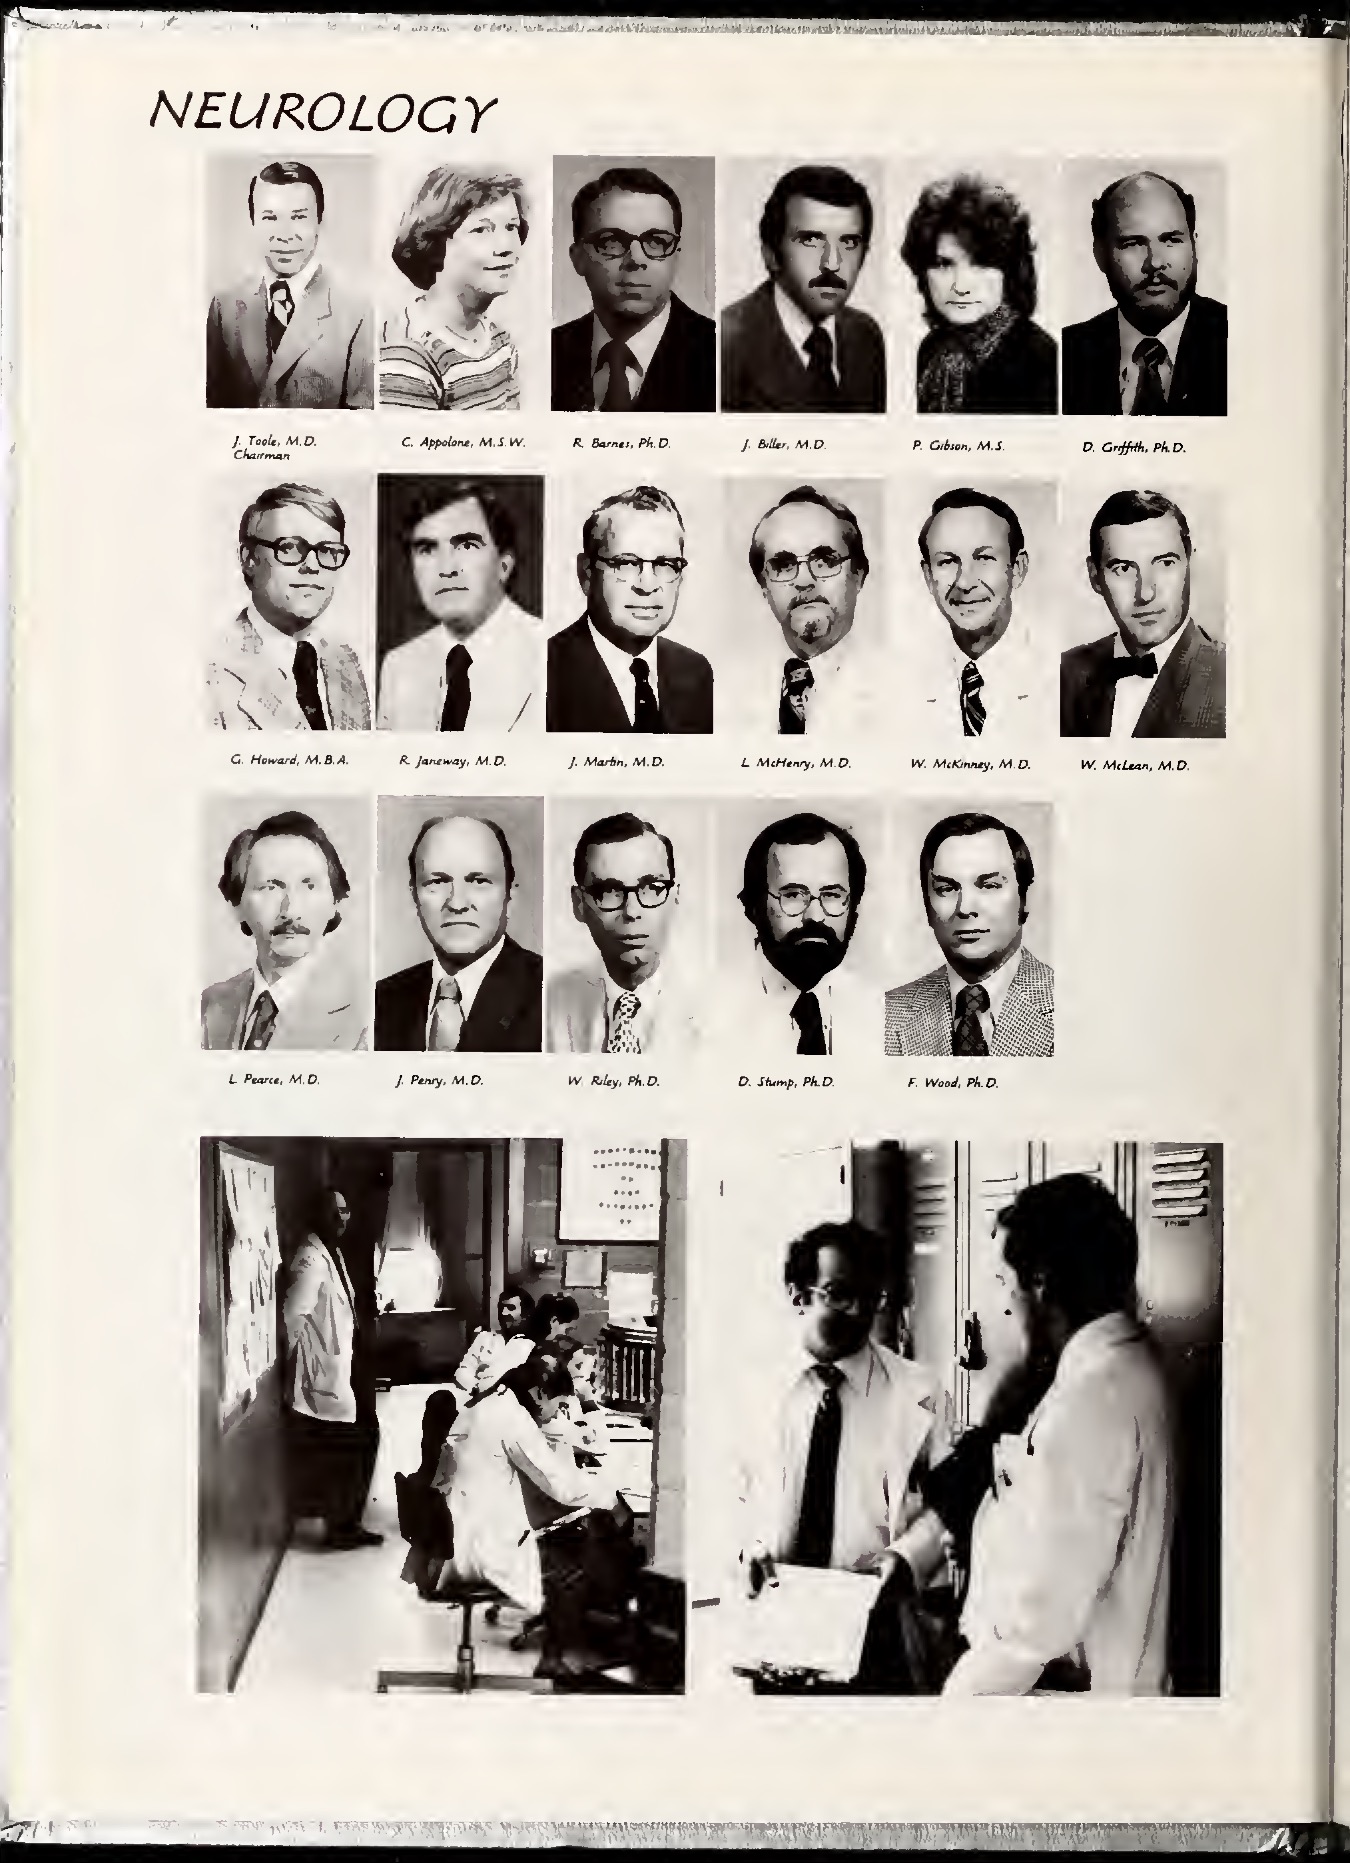 NEUROLOGY
J. Toole, M.D.
Chairman
C. Appolone, M.S.W.
R. Barnes, Ph.D.
J. Biller, M.D.
P. Gibson, M.S.
D. Griffith, Ph.D.
G. Howard, M.B.A.
R. Janeway, M.D.
J. Martin, M.D.
L. McHenry, M.D.
W. McKinney, M.D.
W. McLean, M.D.
L. Pearce, M.D.
J. Penry, M.D.
W. Riley, Ph.D.
D. Stump, Ph.D.
F. Wood, Ph.D.